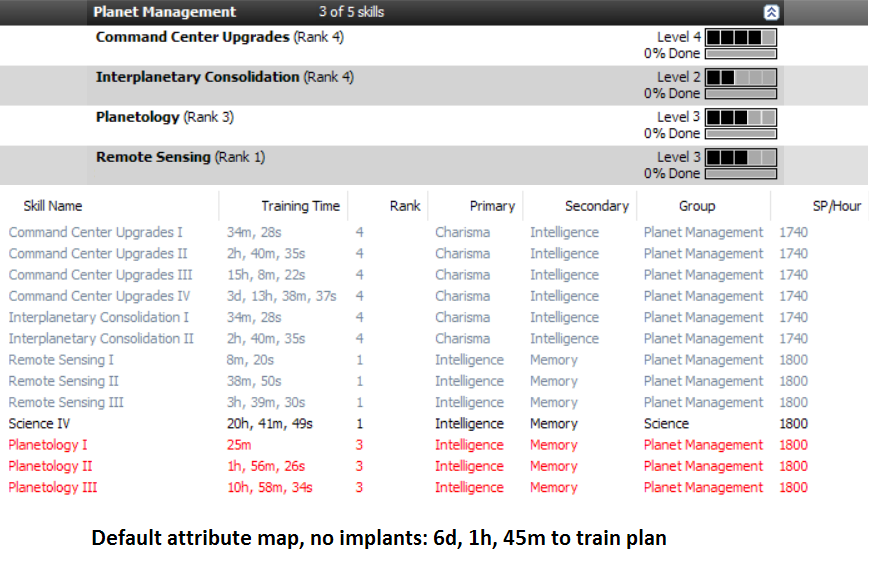 Planet Management 3 of 5 skills
Command Center Upgrades (Rank 4) Level 4
0% Done
Interplanetary Consolidation (Rank 4) Level 2
0% Done
Planetology (Rank 3) Level 3
0% Done
Remote Sensing (Rank 1) Level 3
0% Done
Skill Name Training Time Rank Primary Secondary Group SP/Hour
Command Center Upgrades I 34m, 28s 4 Charisma Intelligence Planet Management 1740
Command Center Upgrades II 2h, 40m, 35s 4 Charisma Intelligence Planet Management 1740
Command Center Upgrades III 15h, 8m, 22s 4 Charisma Intelligence Planet Management 1740
Command Center Upgrades IV 3d, 13h, 38m, 37s 4 Charisma Intelligence Planet Management 1740
Interplanetary Consolidation I 34m, 28s 4 Charisma Intelligence Planet Management 1740
Interplanetary Consolidation II 2h, 40m, 35s 4 Charisma Intelligence Planet Management 1740
Remote Sensing I 8m, 20s 1 Intelligence Memory Planet Management 1800
Remote Sensing II 38m, 50s 1 Intelligence Memory Planet Management 1800
Remote Sensing III 3h, 39m, 30s 1 Intelligence Memory Planet Management 1800
Science IV 20h, 41m, 49s 1 Intelligence Memory Science 1800
Planetology I 25m 3 Intelligence Memory Planet Management 1800
Planetology II 1h, 56m, 26s 3 Intelligence Memory Planet Management 1800
Planetology III 10h, 58m, 34s 3 Intelligence Memory Planet Management 1800
Default attribute map, no implants: 6d, 1h, 45m to train plan